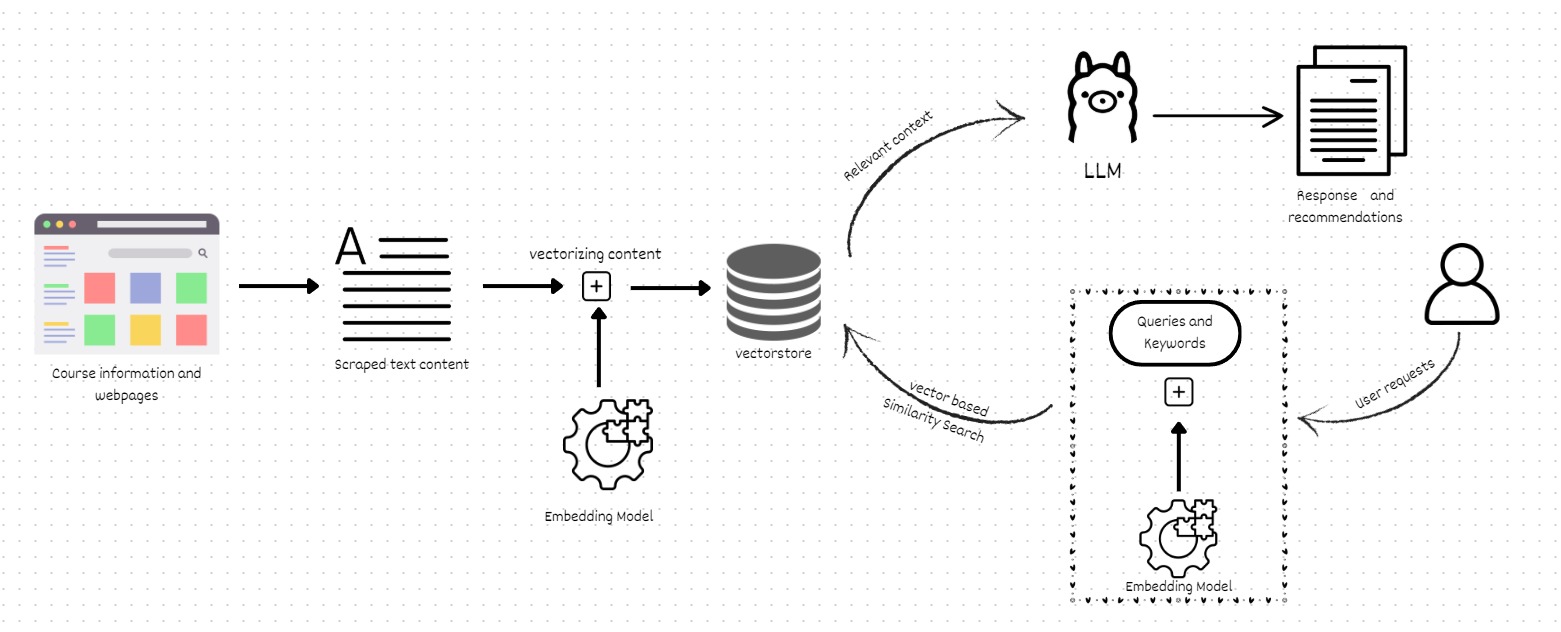 Course information and
webpages
A
Scraped text content
vectorizing content
Embedding Model
vectorstore
Relevant context
LLM
Response and
recommendations
vector based
Similarity Search
Queries and
Keywords
Embedding Model
User requests